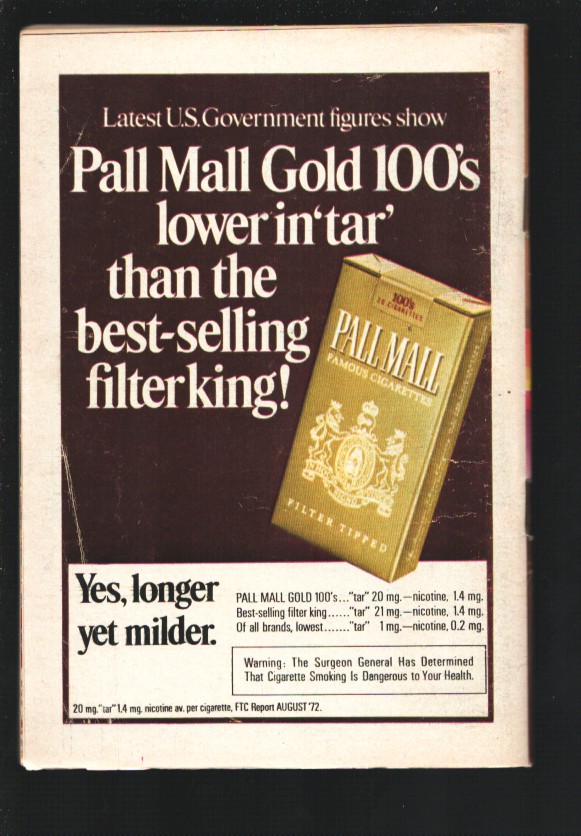 Latest U.S. Government figures show
Pall Mall Gold 100's
lower in 'tar'
than the
best-selling
filter king!
100's
20 CIGARETTES
PALL MALL
FAMOUS CIGARETTES
FILTER TIPPED
Yes, longer
yet milder.
PALL MALL GOLD 100's..."tar" 20 mg.—nicotine, 1.4 mg.
Best-selling filter king......"tar" 21 mg.—nicotine, 1.4 mg.
Of all brands, lowest......."tar" 1 mg.—nicotine, 0.2 mg.
Warning: The Surgeon General Has Determined
That Cigarette Smoking Is Dangerous to Your Health.
20 mg. "tar" 1.4 mg. nicotine av. per cigarette, FTC Report AUGUST '72.